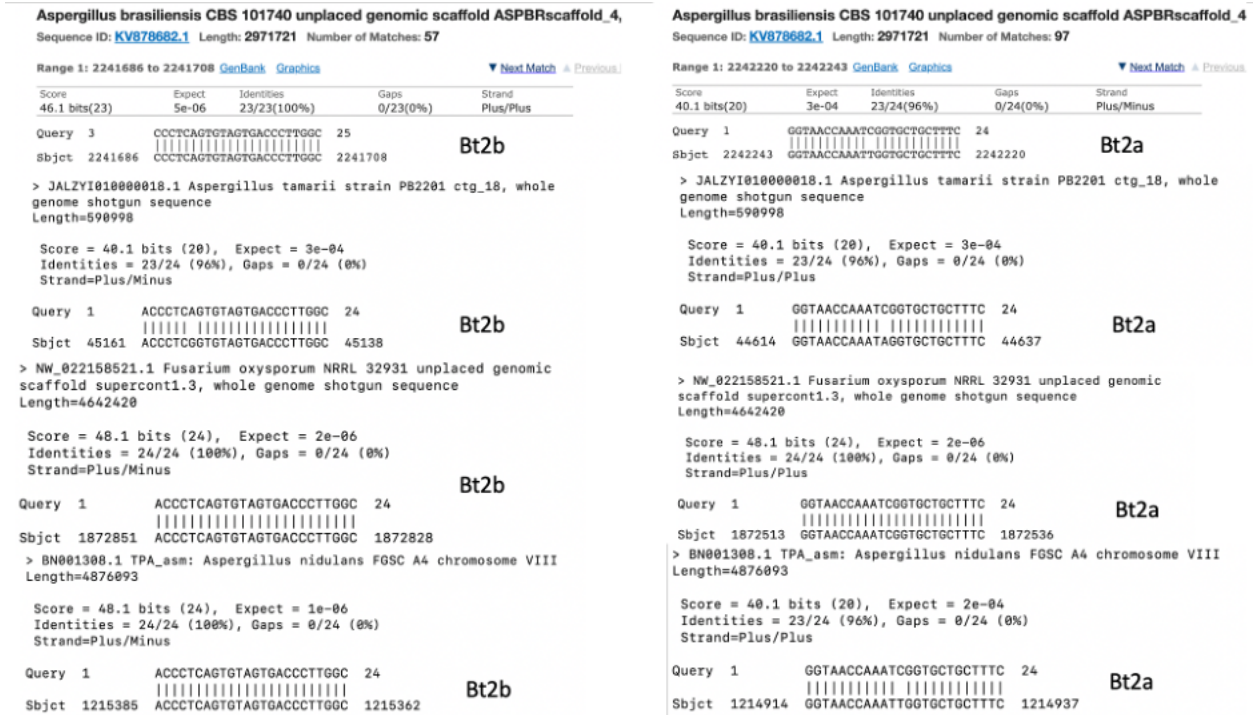 Aspergillus brasiliensis CBS 101740 unplaced genomic scaffold ASPBRscaffold_4,
Sequence ID: KV878682.1 Length: 2971721 Number of Matches: 57
Range 1: 2241686 to 2241708 GenBank Graphics ▼ Next Match ▲ Previous
Score Expect Identities Gaps Strand
46.1 bits(23) 5e-06 23/23(100%) 0/23(0%) Plus/Plus
Query 3 CCCTCAGTGTAGTGACCCTTGGC 25
Sbjct 2241686 CCCTCAGTGTAGTGACCCTTGGC 2241708
Bt2b
> JALZYI010000018.1 Aspergillus tamarii strain PB2201 ctg_18, whole
genome shotgun sequence
Length=590998
Score = 40.1 bits (20), Expect = 3e-04
Identities = 23/24 (96%), Gaps = 0/24 (0%)
Strand=Plus/Minus
Query 1 ACCCTCAGTGTAGTGACCCTTGGC 24
Sbjct 45161 ACCCTCGGTGTAGTGACCCTTGGC 45138
Bt2b
> NW_022158521.1 Fusarium oxysporum NRRL 32931 unplaced genomic
scaffold supercont1.3, whole genome shotgun sequence
Length=4642420
Score = 48.1 bits (24), Expect = 2e-06
Identities = 24/24 (100%), Gaps = 0/24 (0%)
Strand=Plus/Minus
Query 1 ACCCTCAGTGTAGTGACCCTTGGC 24
Sbjct 1872851 ACCCTCAGTGTAGTGACCCTTGGC 1872828
Bt2b
> BN001308.1 TPA_asm: Aspergillus nidulans FGSC A4 chromosome VIII
Length=4876093
Score = 48.1 bits (24), Expect = 1e-06
Identities = 24/24 (100%), Gaps = 0/24 (0%)
Strand=Plus/Minus
Query 1 ACCCTCAGTGTAGTGACCCTTGGC 24
Sbjct 1215385 ACCCTCAGTGTAGTGACCCTTGGC 1215362
Bt2b
Aspergillus brasiliensis CBS 101740 unplaced genomic scaffold ASPBRscaffold_4
Sequence ID: KV878682.1 Length: 2971721 Number of Matches: 97
Range 1: 2242220 to 2242243 GenBank Graphics ▼ Next Match ▲ Previous
Score Expect Identities Gaps Strand
40.1 bits(20) 3e-04 23/24(96%) 0/24(0%) Plus/Minus
Query 1 GGTAACCAAATCGGTGCTGCTTTC 24
Sbjct 2242243 GGTAACCAAATTGGTGCTGCTTTC 2242220
Bt2a
> JALZYI010000018.1 Aspergillus tamarii strain PB2201 ctg_18, whole
genome shotgun sequence
Length=590998
Score = 40.1 bits (20), Expect = 3e-04
Identities = 23/24 (96%), Gaps = 0/24 (0%)
Strand=Plus/Plus
Query 1 GGTAACCAAATCGGTGCTGCTTTC 24
Sbjct 44614 GGTAACCAAATAGGTGCTGCTTTC 44637
Bt2a
> NW_022158521.1 Fusarium oxysporum NRRL 32931 unplaced genomic
scaffold supercont1.3, whole genome shotgun sequence
Length=4642420
Score = 48.1 bits (24), Expect = 2e-06
Identities = 24/24 (100%), Gaps = 0/24 (0%)
Strand=Plus/Plus
Query 1 GGTAACCAAATCGGTGCTGCTTTC 24
Sbjct 1872513 GGTAACCAAATCGGTGCTGCTTTC 1872536
Bt2a
> BN001308.1 TPA_asm: Aspergillus nidulans FGSC A4 chromosome VIII
Length=4876093
Score = 40.1 bits (20), Expect = 2e-04
Identities = 23/24 (96%), Gaps = 0/24 (0%)
Strand=Plus/Plus
Query 1 GGTAACCAAATCGGTGCTGCTTTC 24
Sbjct 1214914 GGTAACCAAATTGGTGCTGCTTTC 1214937
Bt2a